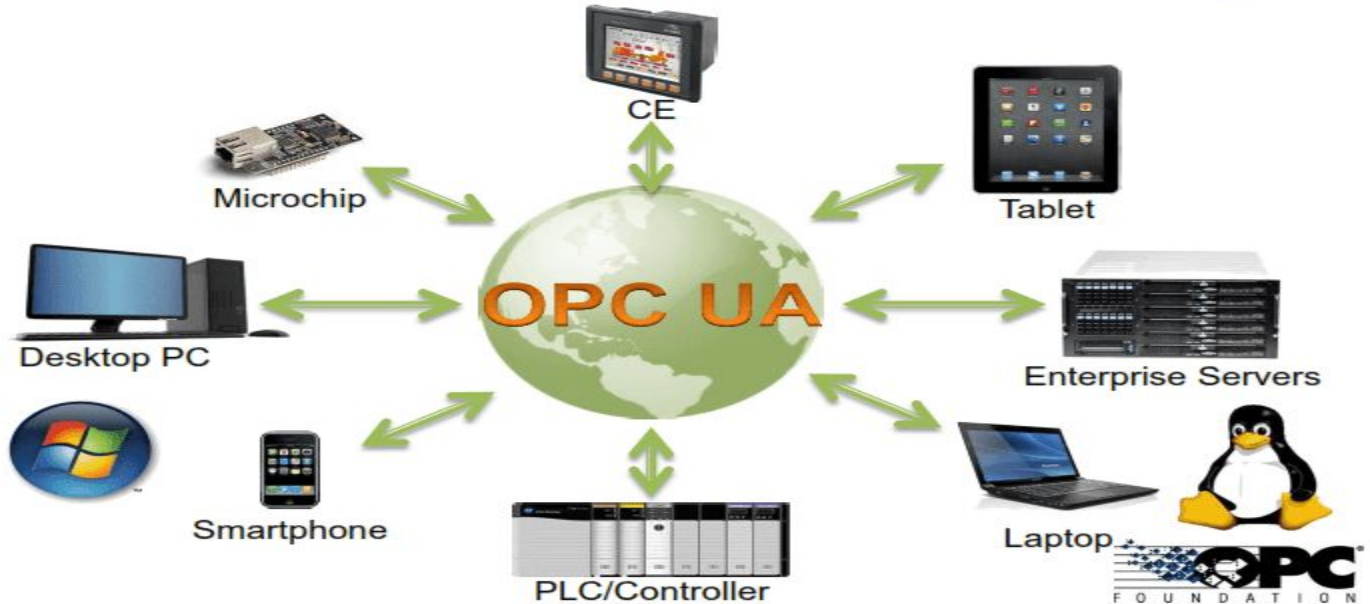 CE
Microchip
Tablet
OPC UA
Desktop PC
Enterprise Servers
Smartphone
Laptop
PLC/Controller
OPC
FOUNDATION